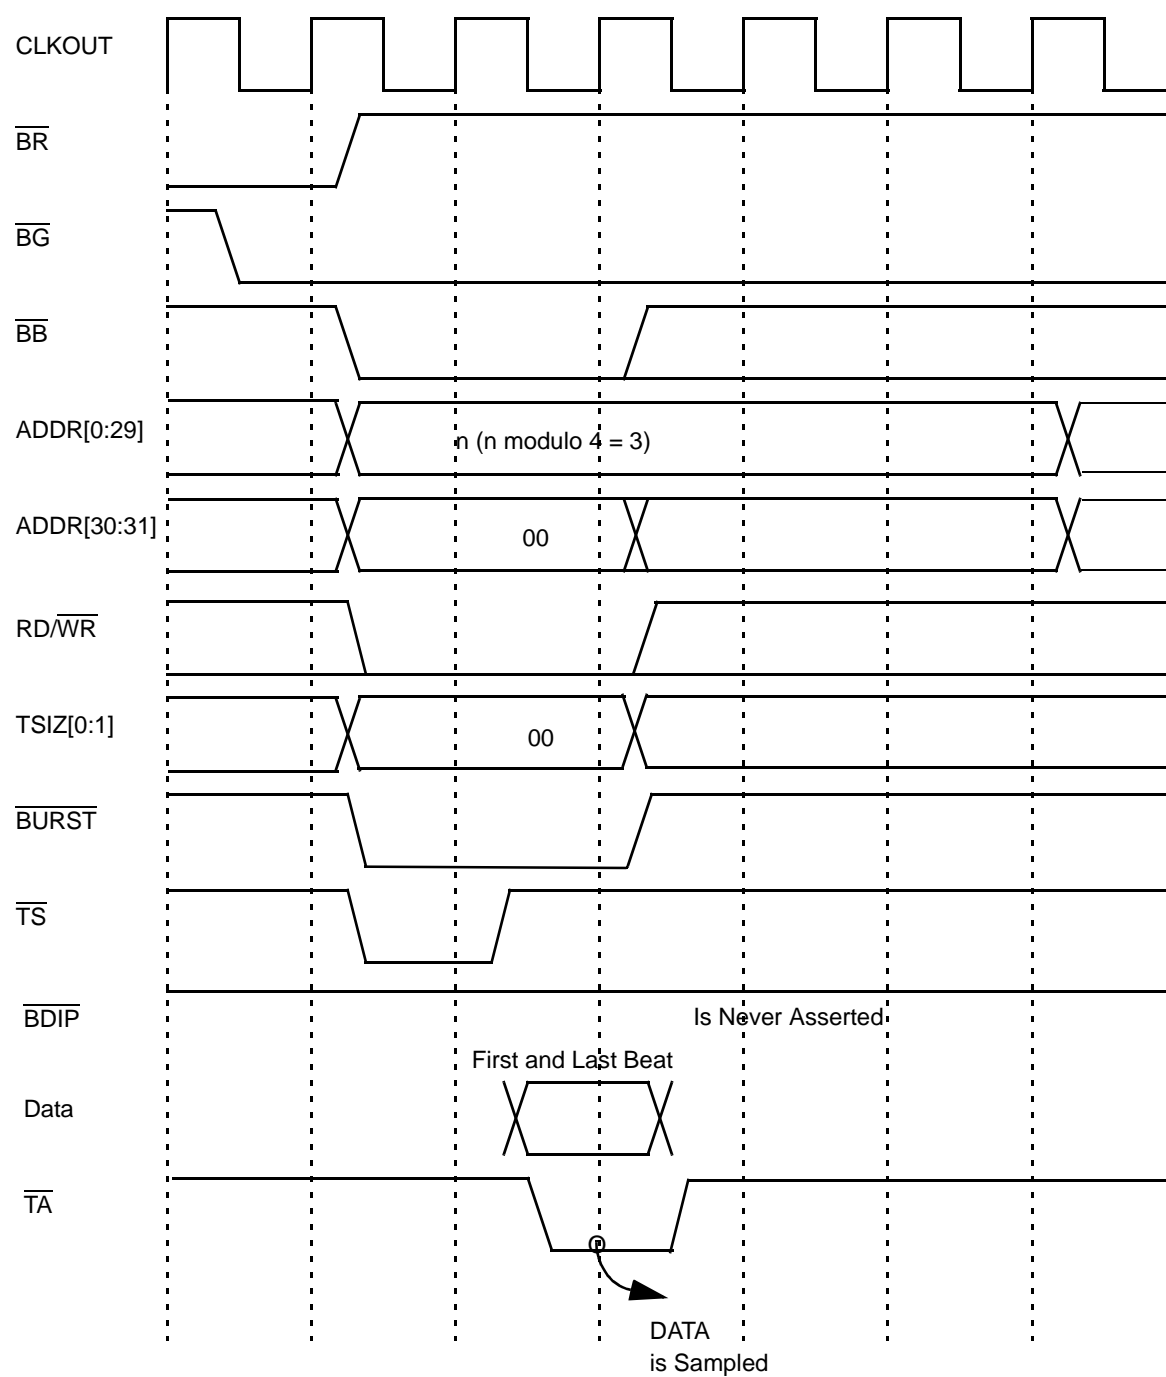 CLKOUT
BR
BG
BB
ADDR[0:29]
n (n modulo 4 = 3)
ADDR[30:31]
00
RD/WR
TSIZ[0:1]
00
BURST
TS
BDIP
Is Never Asserted
First and Last Beat
Data
TA
DATA
is Sampled